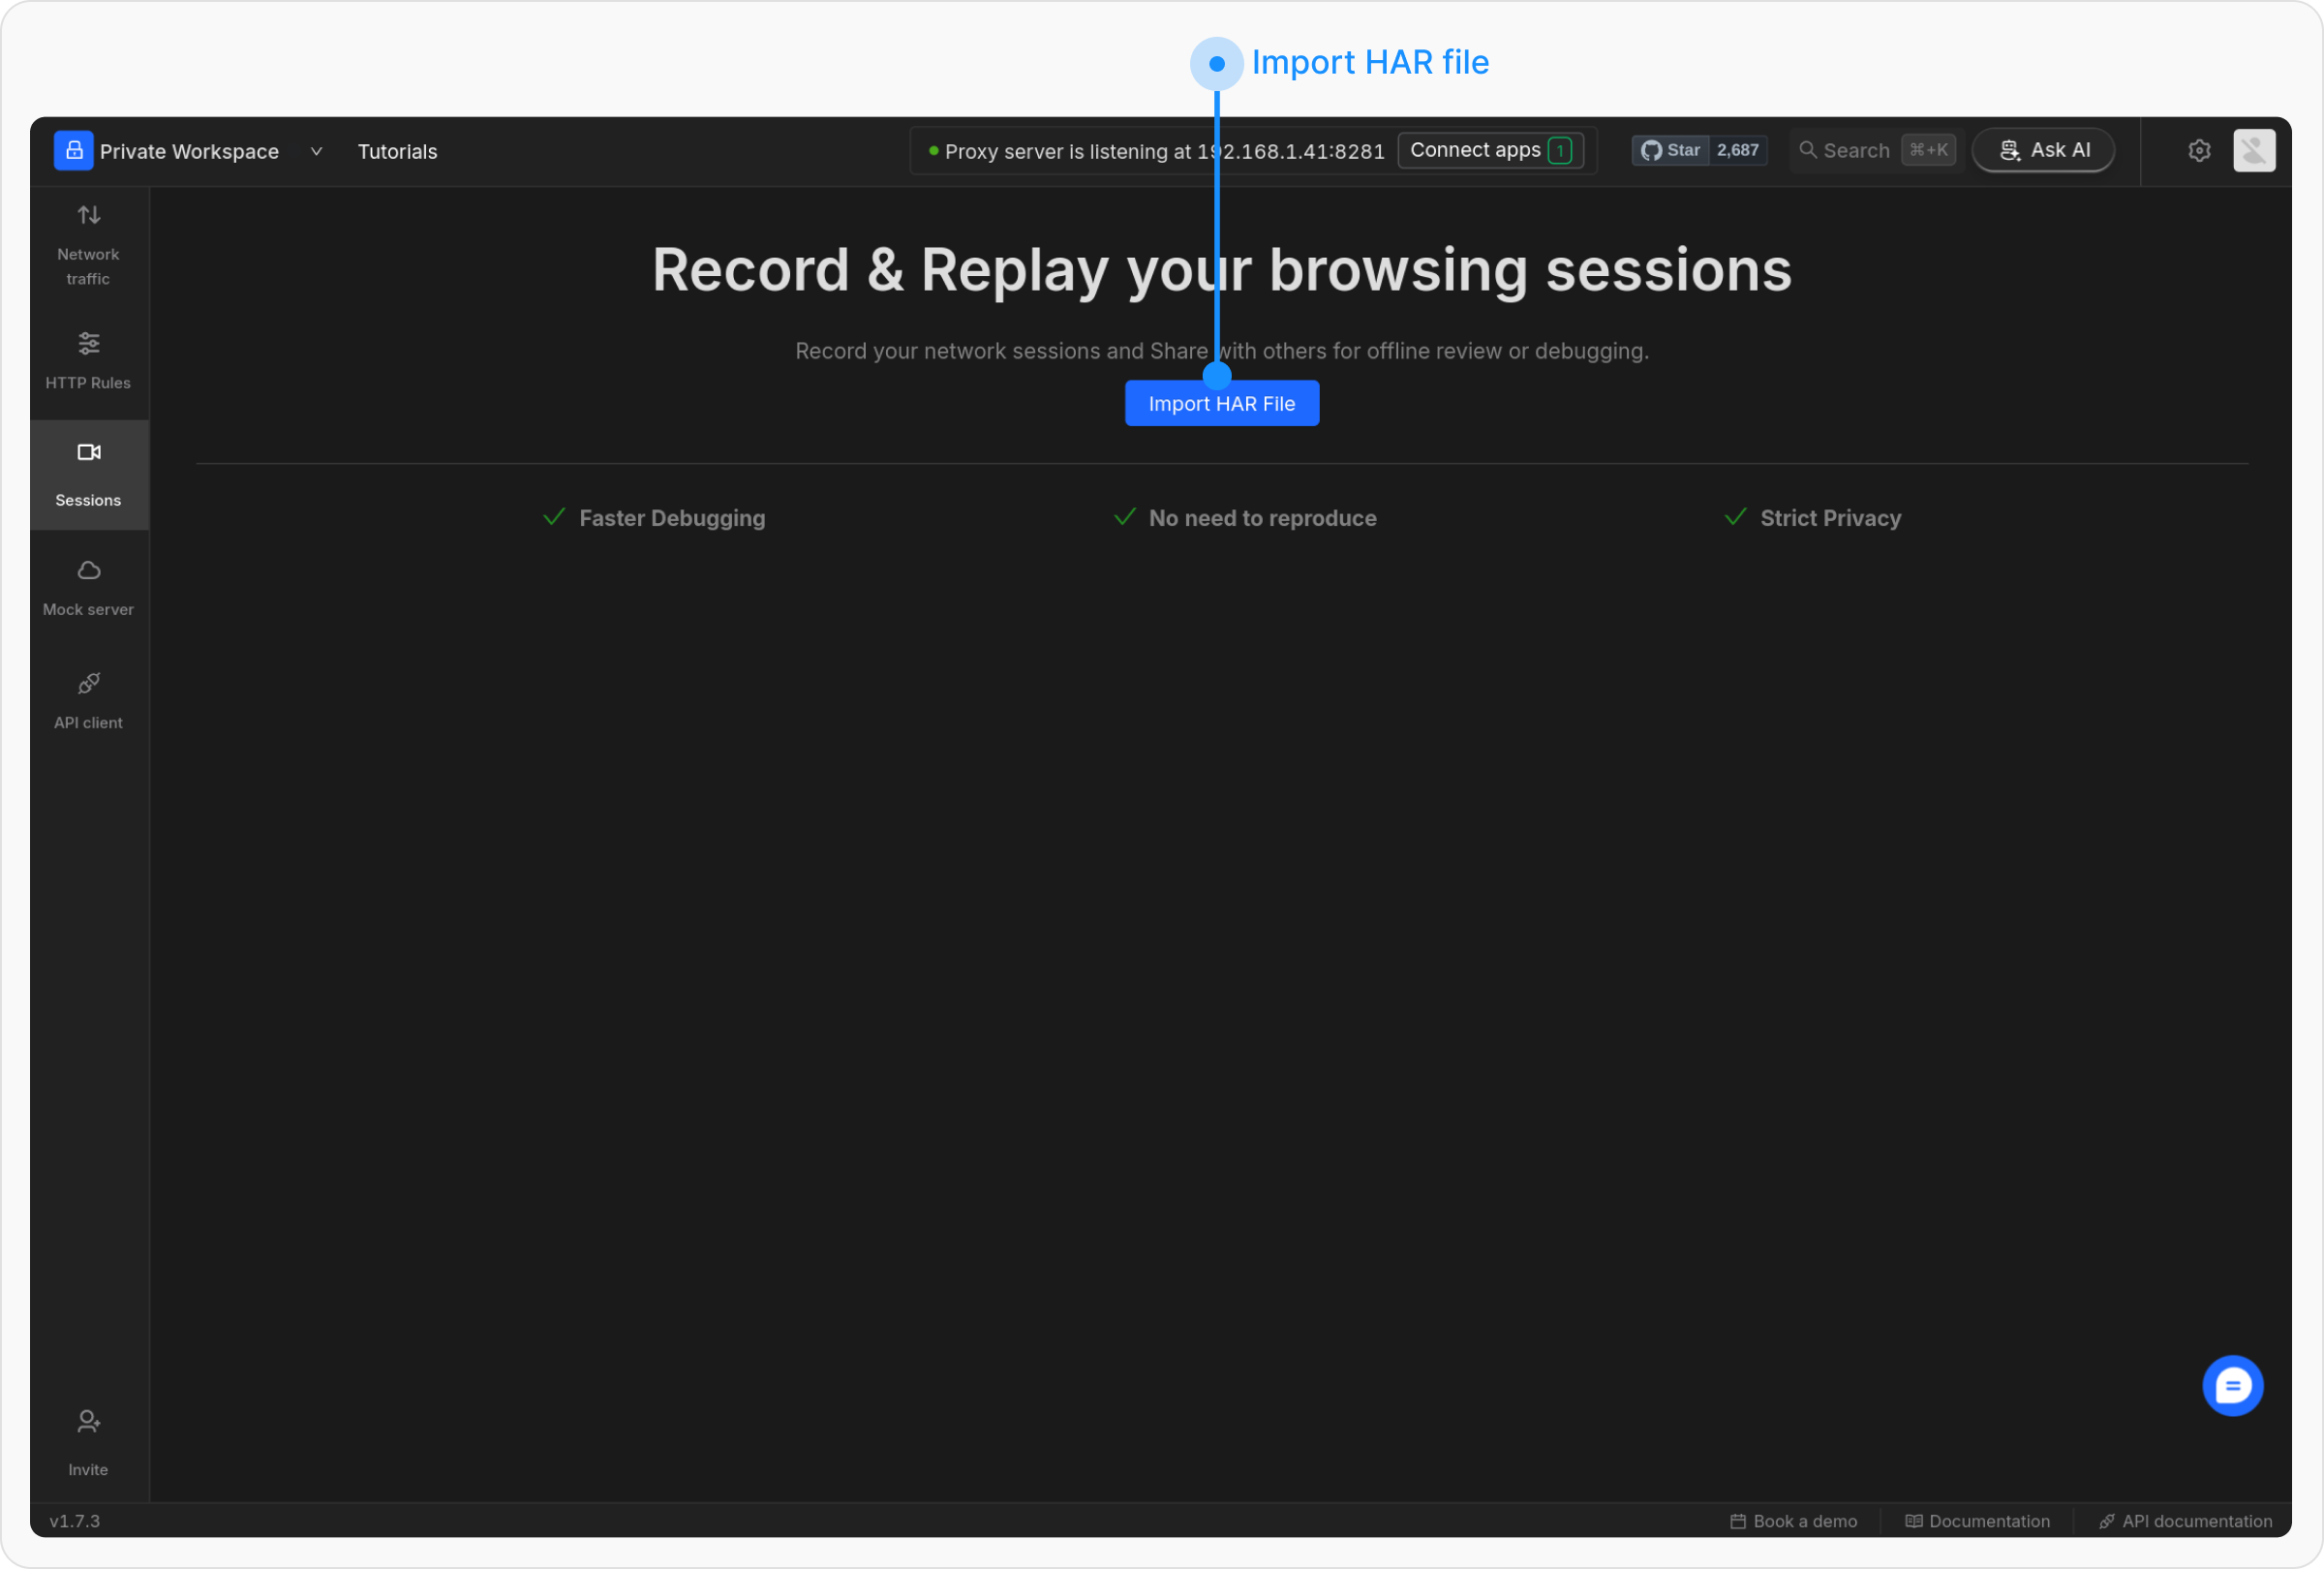 Import HAR file
Private Workspace
Tutorials
Proxy server is listening at 192.168.1.41:8281
Connect apps 1
Star 2,687
Search ⌘+K
Ask AI
Network
traffic
HTTP Rules
Sessions
Mock server
API client
Record & Replay your browsing sessions
Record your network sessions and Share with others for offline review or debugging.
Import HAR File
Faster Debugging
No need to reproduce
Strict Privacy
Invite
v1.7.3
Book a demo
Documentation
API documentation